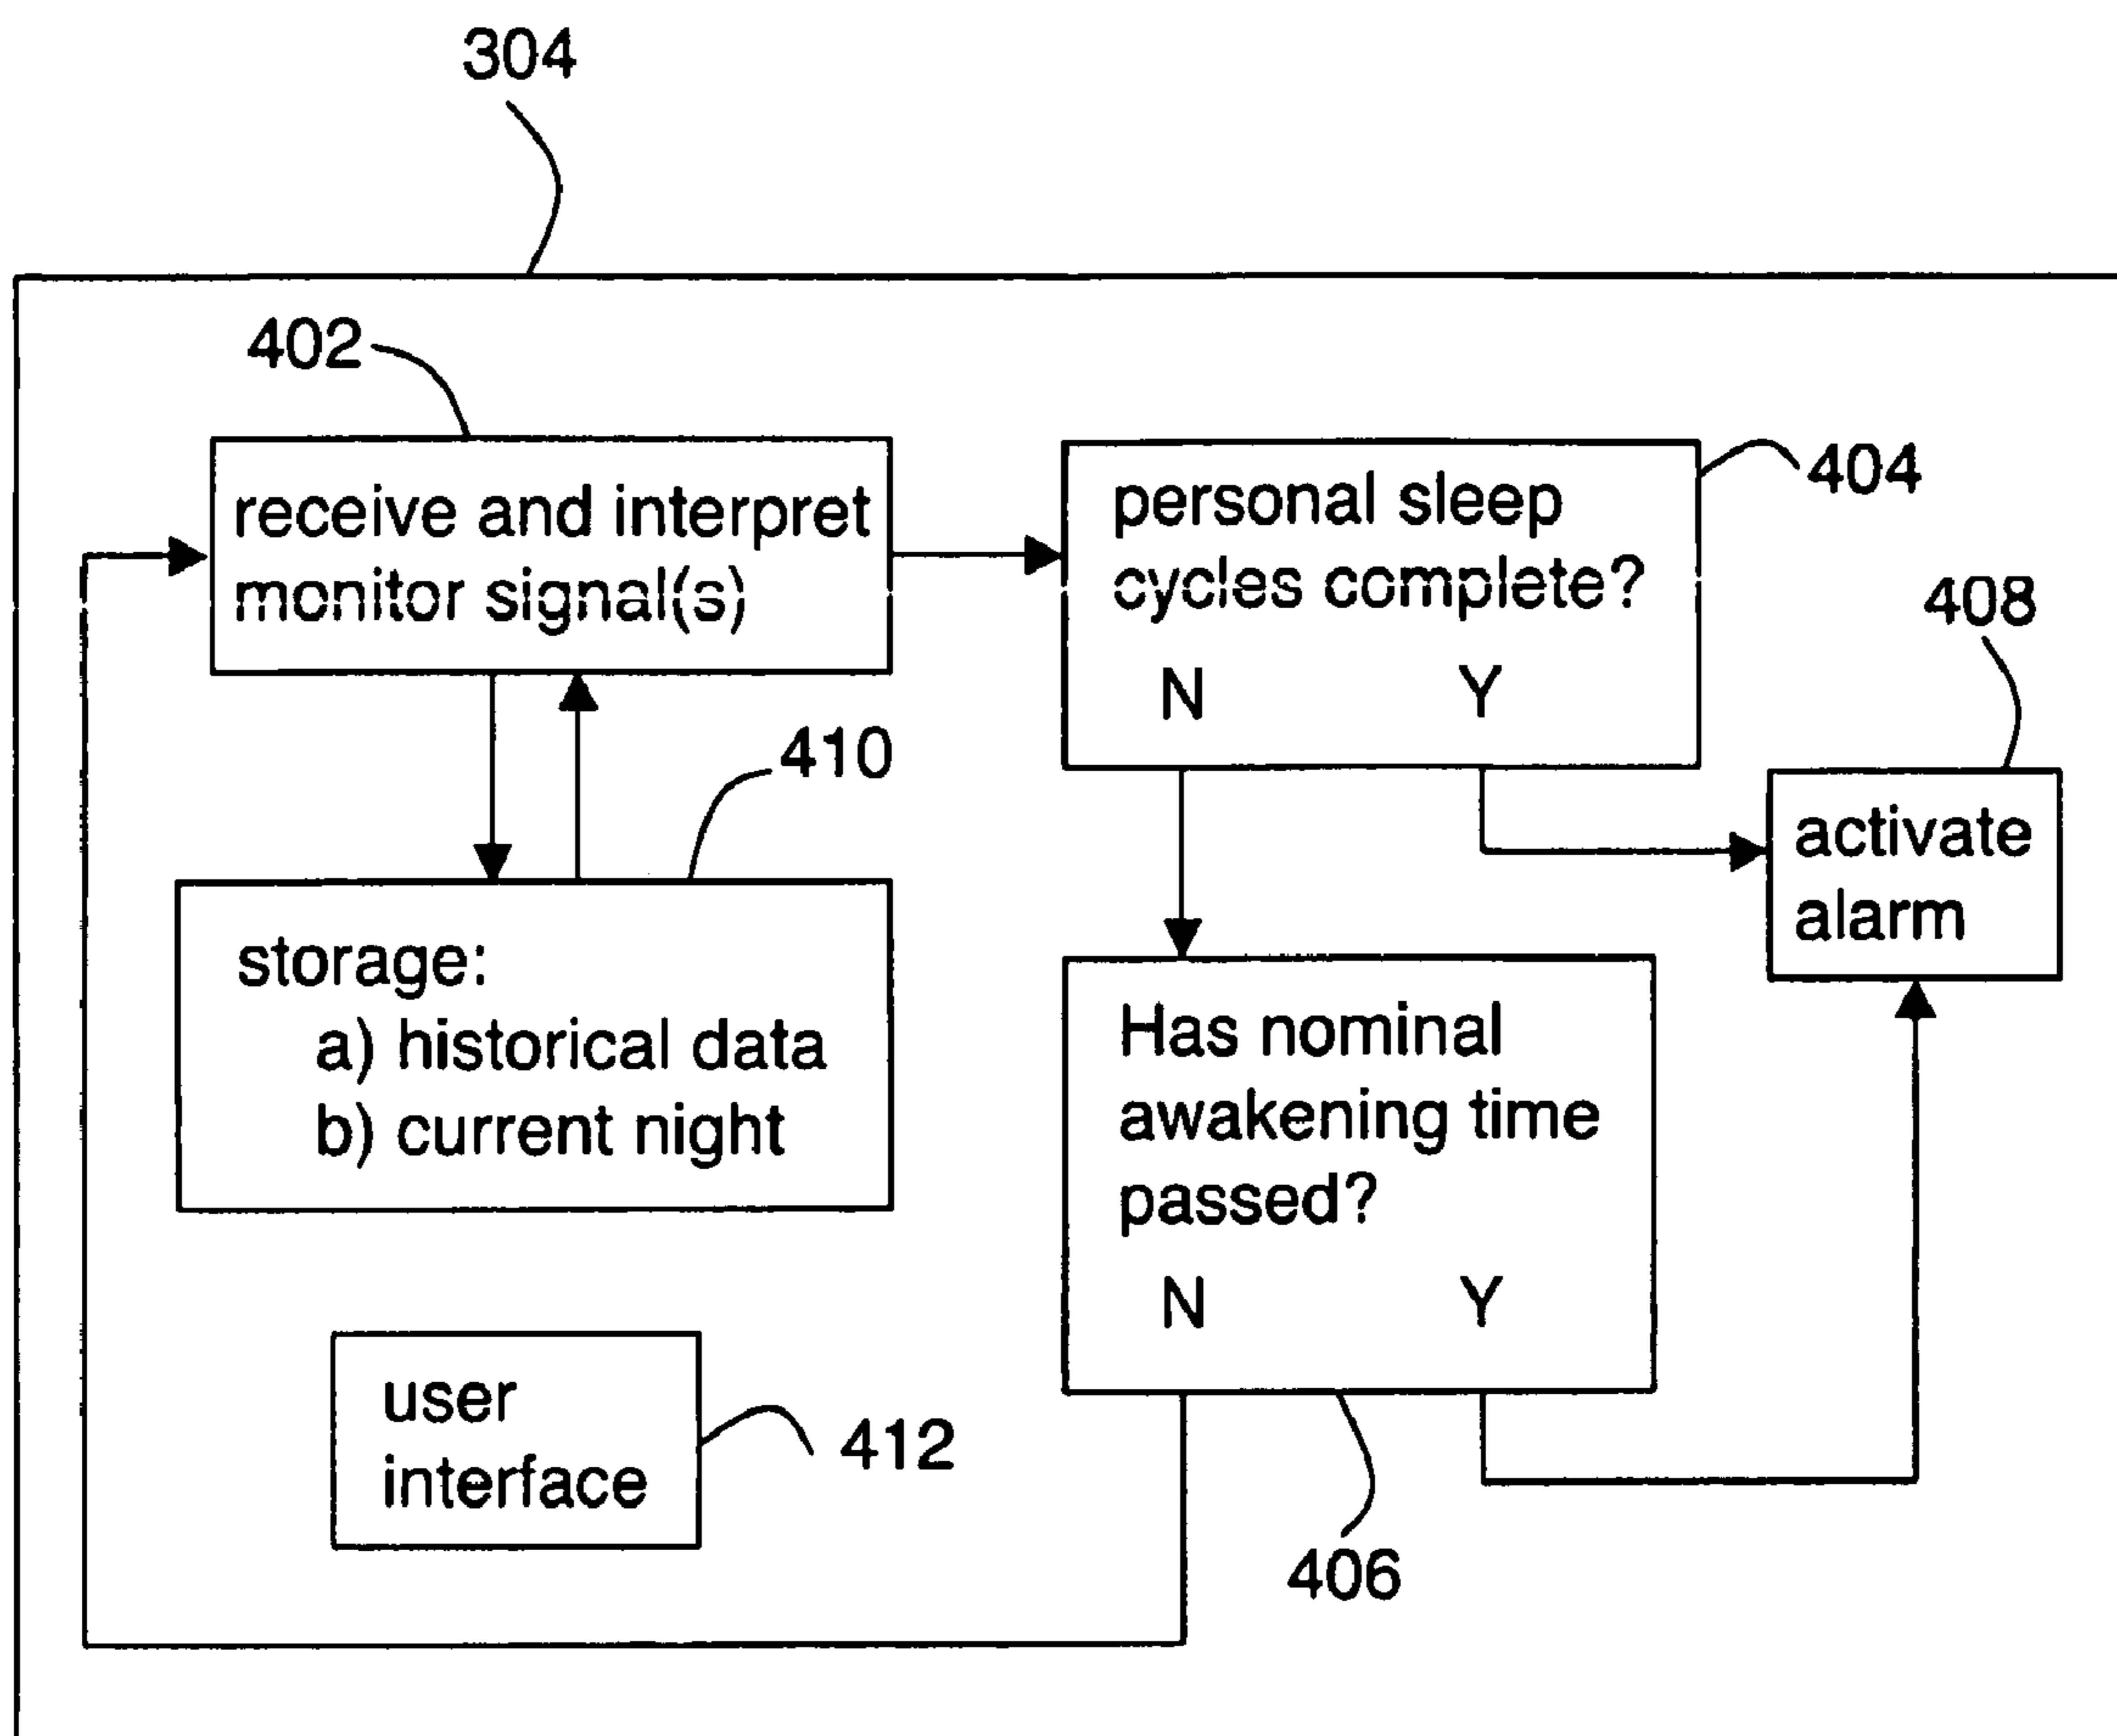 304
402
receive and interpret
monitor signal(s)
personal sleep
cycles complete?
N Y
404
408
activate
alarm
410
storage:
a) historical data
b) current night
Has nominal
awakening time
passed?
N Y
406
user
interface
412